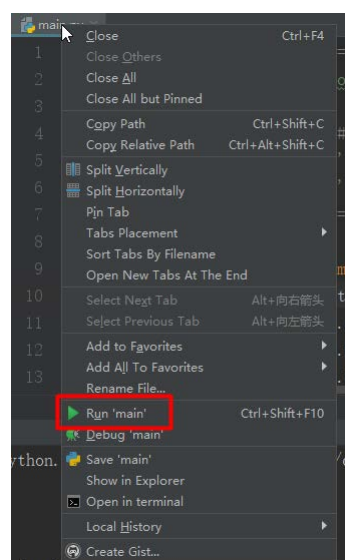 main.py
1
Close Ctrl+F4
2
Close Others
Close All
3
Close All but Pinned
4
Copy Path Ctrl+Shift+C
5
Copy Relative Path Ctrl+Alt+Shift+C
Split Vertically
6
Split Horizontally
7
Pin Tab
8
Tabs Placement
Sort Tabs By Filename
9
Open New Tabs At The End
10
Select Next Tab Alt+向右箭头
11
Select Previous Tab Alt+向左箭头
12
Add to Favorites
13
Add All To Favorites
Rename File...
Run 'main' Ctrl+Shift+F10
Debug 'main'
ython.
Save 'main'
Show in Explorer
Open in terminal
Local History
Create Gist...